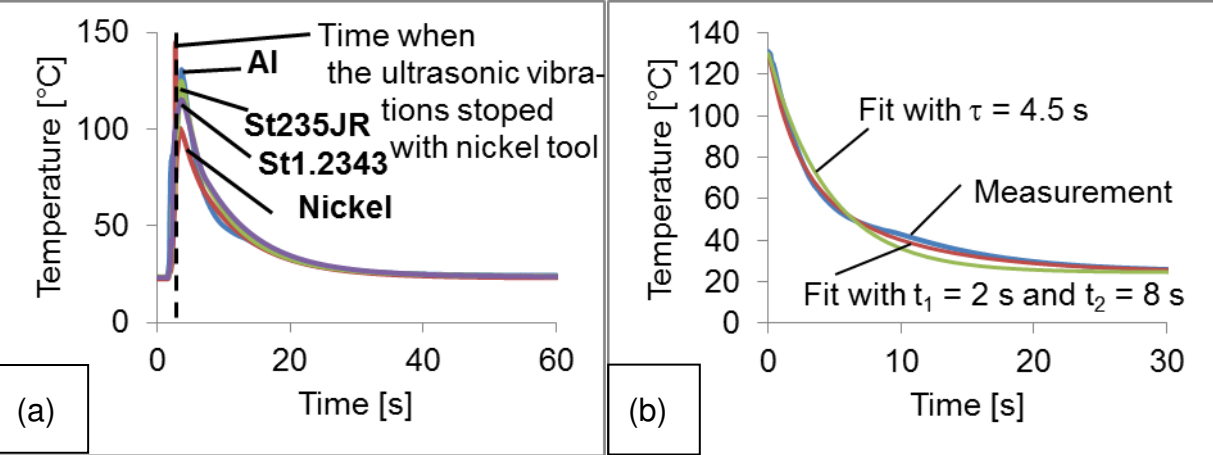 150
Temperature [°C]
Time when
Al
the ultrasonic vibra-
100
St235JR
tions stoped
St1.2343
with nickel tool
Nickel
50
0
0 20 40 60
(a)
Time [s]
140
Temperature [°C]
120
100
Fit with τ = 4.5 s
80
60
Measurement
40
20
Fit with t₁ = 2 s and t₂ = 8 s
0
0 10 20 30
(b)
Time [s]